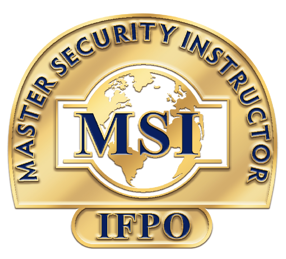 MASTER SECURITY INSTRUCTOR
MSI
IFPO